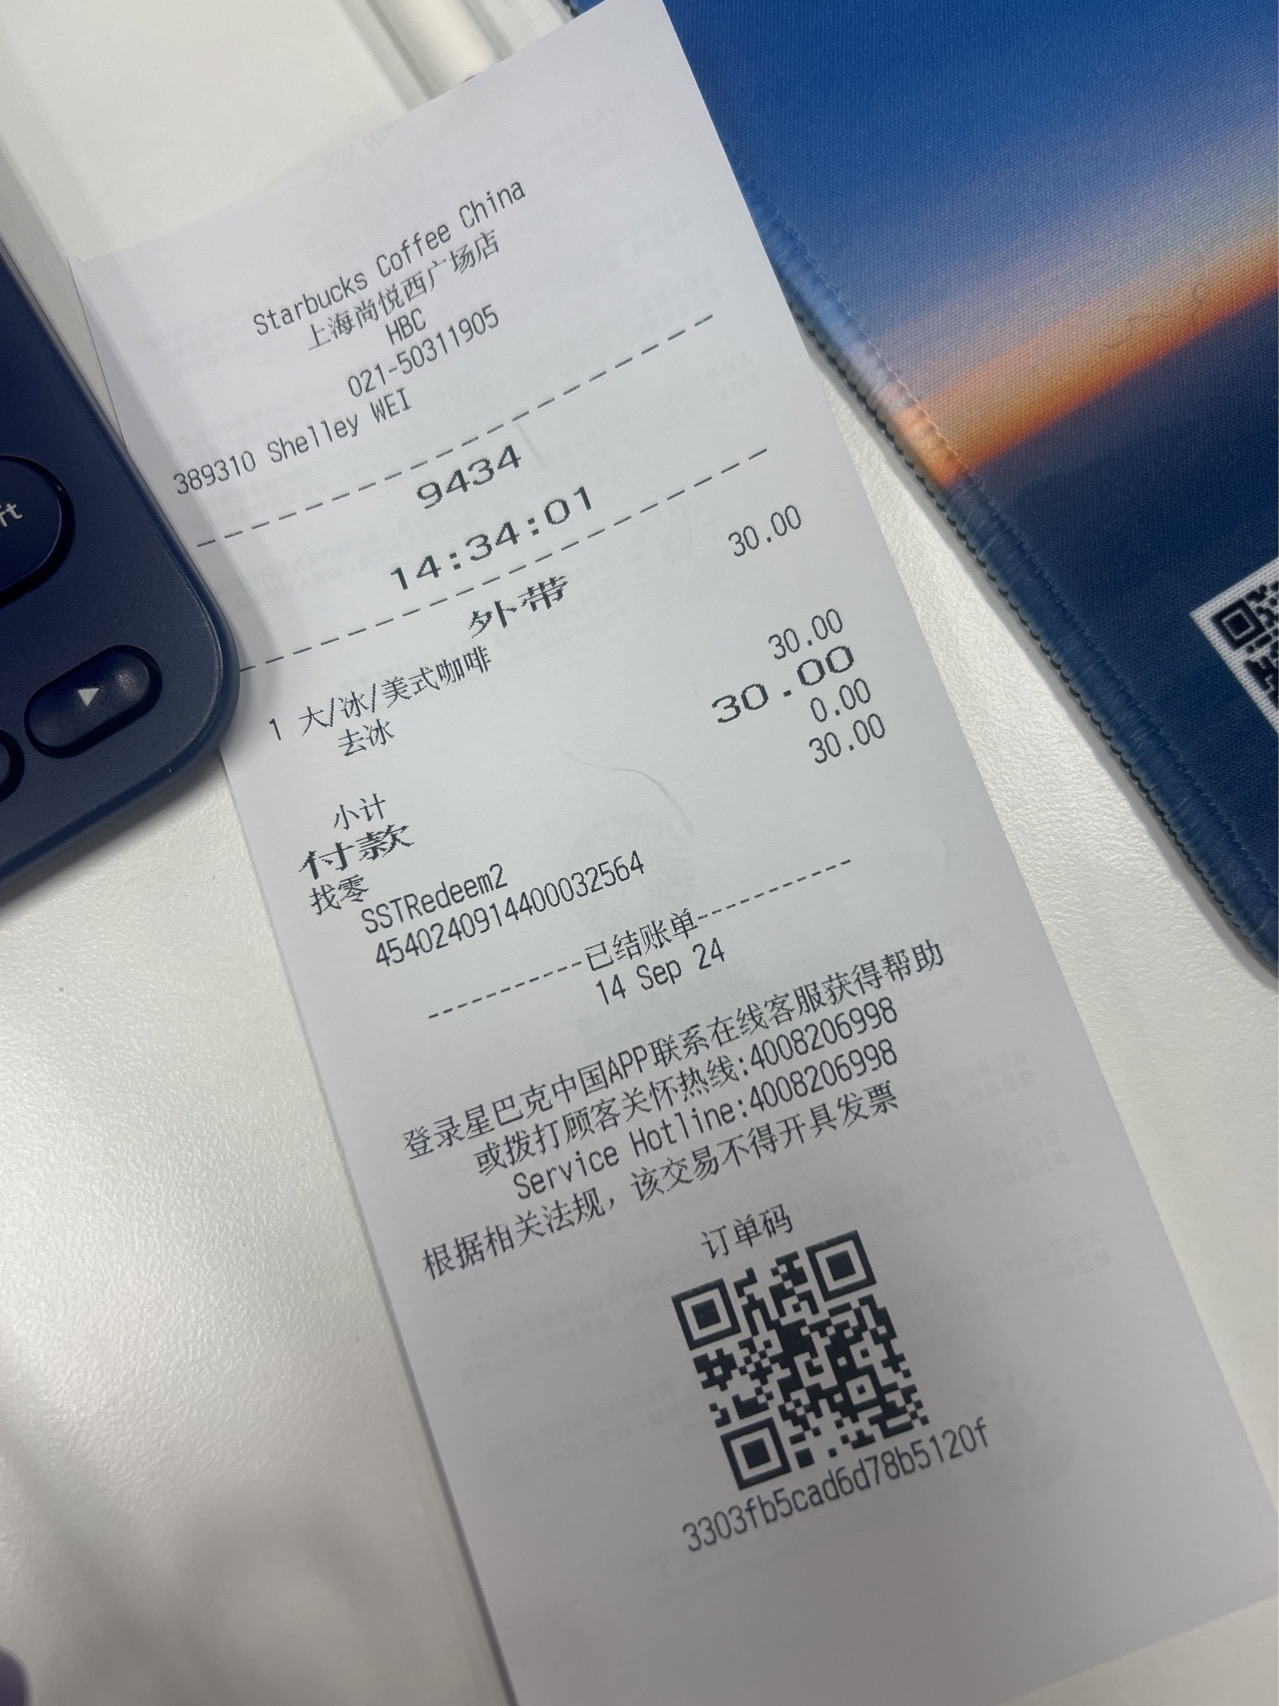 Starbucks Coffee China
上海尚悦西广场店
HBC
021-50311905
389310 Shelley WEI
9434
14:34:01
外带
1 大/冰/美式咖啡 30.00
去冰
小计 30.00
付款 30.00
找零 0.00
SSTRedeem2 30.00
4540240914400032564
----------已结账单----------
14 Sep 24
登录星巴克中国APP联系在线客服获得帮助
或拨打顾客关怀热线:4008206998
Service Hotline:4008206998
根据相关法规，该交易不得开具发票
订单码
3303fb5cad6d78b5120f